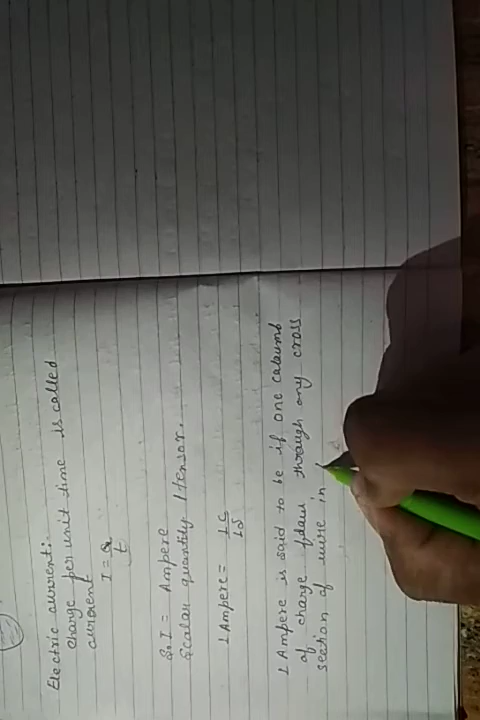 Electric current:
charge per unit time is called
current
I = Q
t
S.I = Ampere
Scalar quantity / tensor.
1 Ampere = 1C
1S
1 Ampere is said to be if one caloumb
of charge flows through any cross
section of wire in